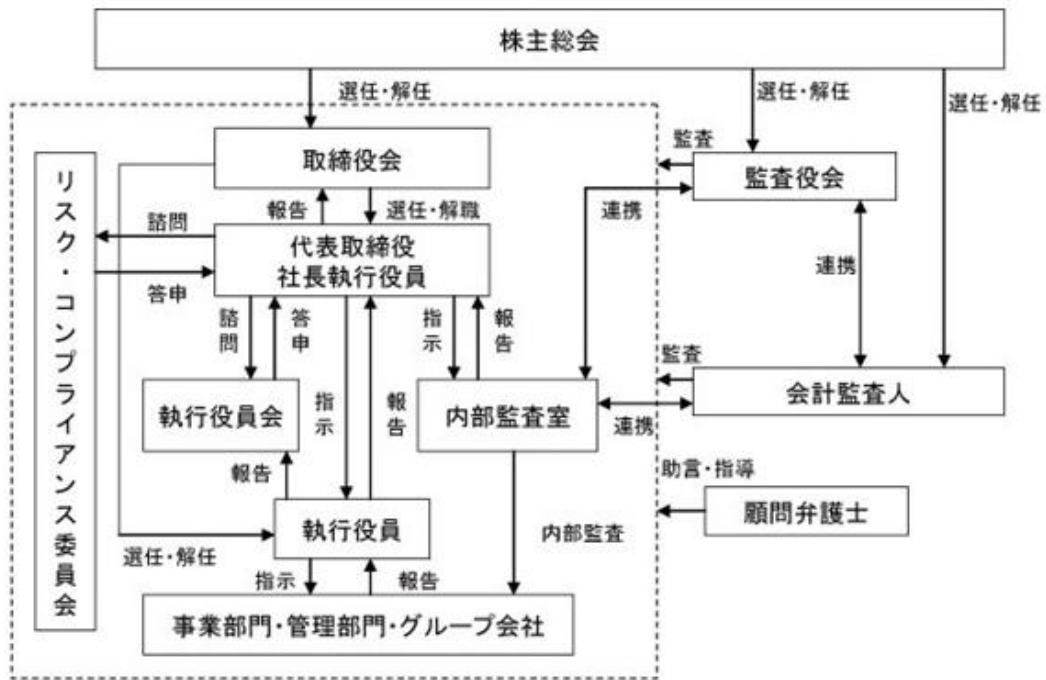 株主総会
選任・解任
選任・解任
選任・解任
取締役会
監査
監査役会
リスク・コンプライアンス委員会
報告
選任・解職
連携
諮問
代表取締役
社長執行役員
答申
連携
諮問
答申
指示
報告
監査
執行役員会
指示
報告
内部監査室
会計監査人
連携
報告
助言・指導
執行役員
顧問弁護士
内部監査
選任・解任
指示
報告
事業部門・管理部門・グループ会社